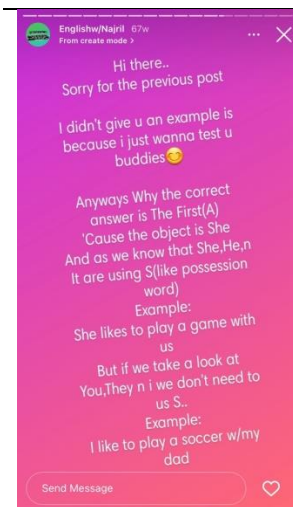 Englishw/Najril 67w
From create mode >
Hi there..
Sorry for the previous post
I didn't give u an example is
because i just wanna test u
buddies😊
Anyways Why the correct
answer is The First(A)
'Cause the object is She
And as we know that She,He,n
It are using S(like possession
word)
Example:
She likes to play a game with
us
But if we take a look at
You,They n i we don't need to
us S..
Example:
I like to play a soccer w/my
dad
Send Message